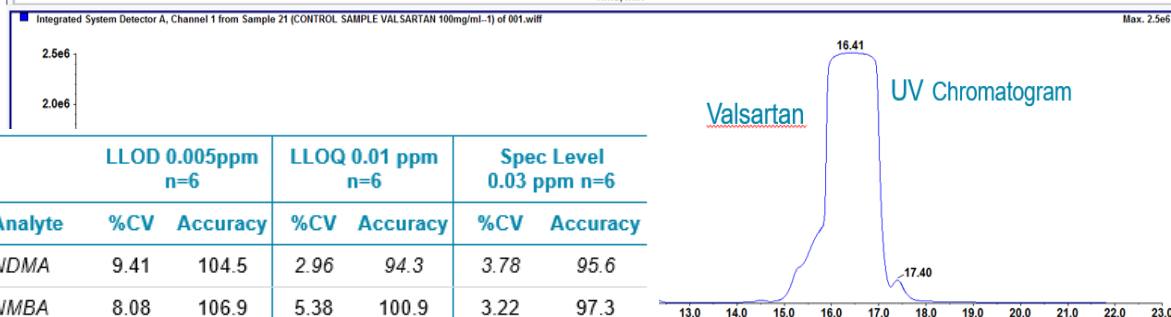 Integrated System Detector A, Channel 1 from Sample 21 (CONTROL SAMPLE VALSARTAN 100mg/ml--1) of 001.wiff
Max. 2.5e6
2.5e6
2.0e6
16.41
17.40
Valsartan
UV Chromatogram
13.0 14.0 15.0 16.0 17.0 18.0 19.0 20.0 21.0 22.0 23.0
LLOD 0.005ppm n=6 LLOQ 0.01 ppm n=6 Spec Level 0.03 ppm n=6
Analyte %CV Accuracy %CV Accuracy %CV Accuracy
NDMA 9.41 104.5 2.96 94.3 3.78 95.6
NMBA 8.08 106.9 5.38 100.9 3.22 97.3